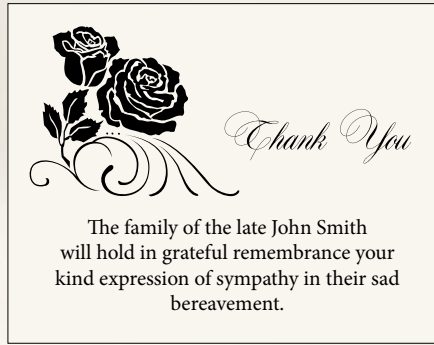 Thank You
The family of the late John Smith
will hold in grateful remembrance your
kind expression of sympathy in their sad
bereavement.